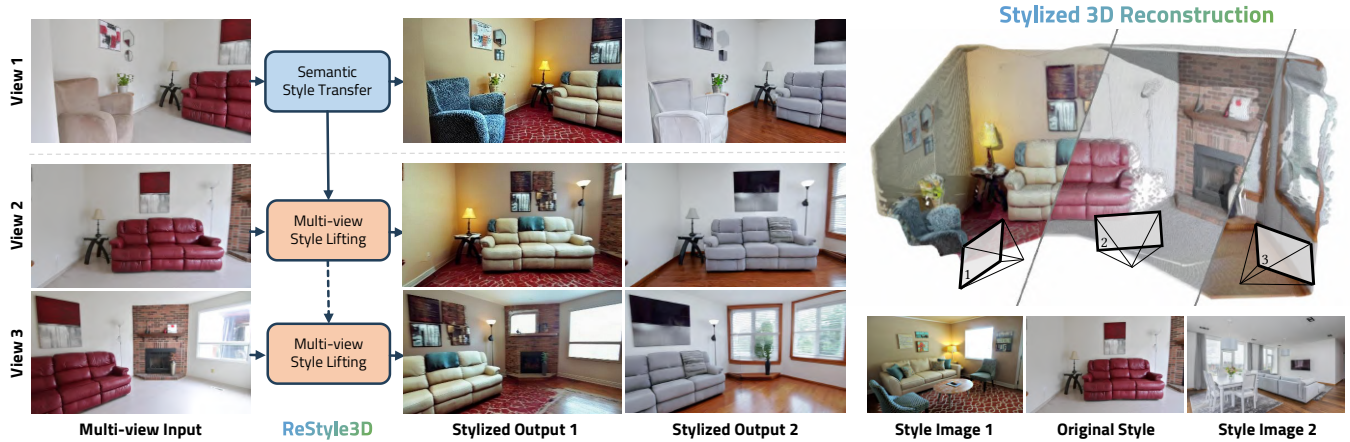 Stylized 3D Reconstruction
View 1
Semantic
Style Transfer
View 2
Multi-view
Style Lifting
View 3
Multi-view
Style Lifting
1
2
3
Multi-view Input
ReStyle3D
Stylized Output 1
Stylized Output 2
Style Image 1
Original Style
Style Image 2